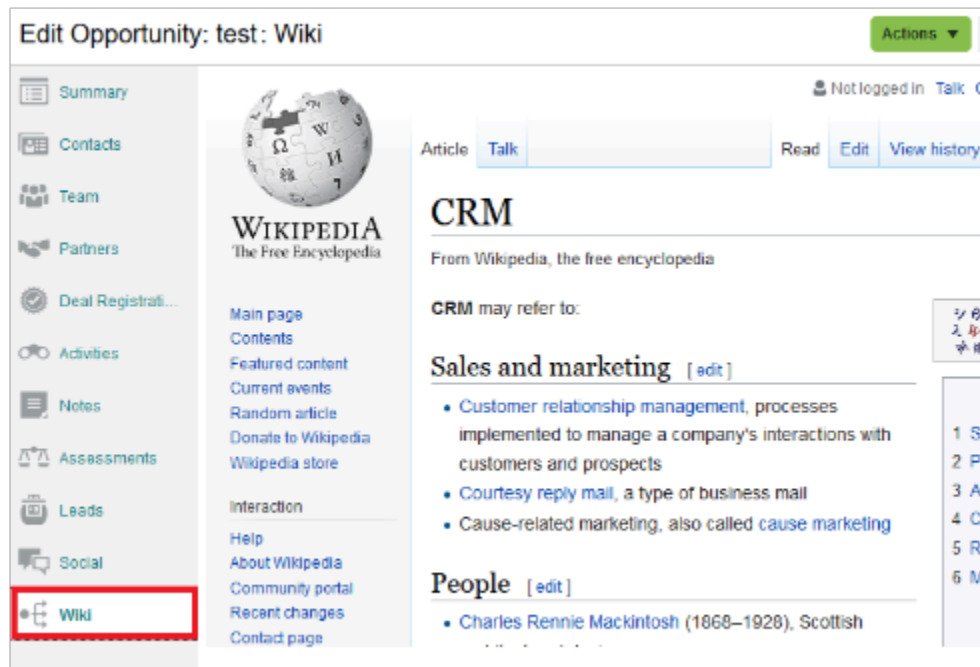 Edit Opportunity: test: Wiki
Actions
Summary
Contacts
Team
Partners
Deal Registrati...
Activities
Notes
Assessments
Leads
Social
Wiki
WIKIPEDIA
The Free Encyclopedia
Main page
Contents
Featured content
Current events
Random article
Donate to Wikipedia
Wikipedia store
Interaction
Help
About Wikipedia
Community portal
Recent changes
Contact page
Not logged in Talk
Article Talk Read Edit View history
CRM
From Wikipedia, the free encyclopedia
CRM may refer to:
Sales and marketing [edit]
• Customer relationship management, processes
implemented to manage a company's interactions with
customers and prospects
• Courtesy reply mail, a type of business mail
• Cause-related marketing, also called cause marketing
People [edit]
• Charles Rennie Mackintosh (1868–1928), Scottish
1 S
2 P
3 A
4 C
5 R
6 M